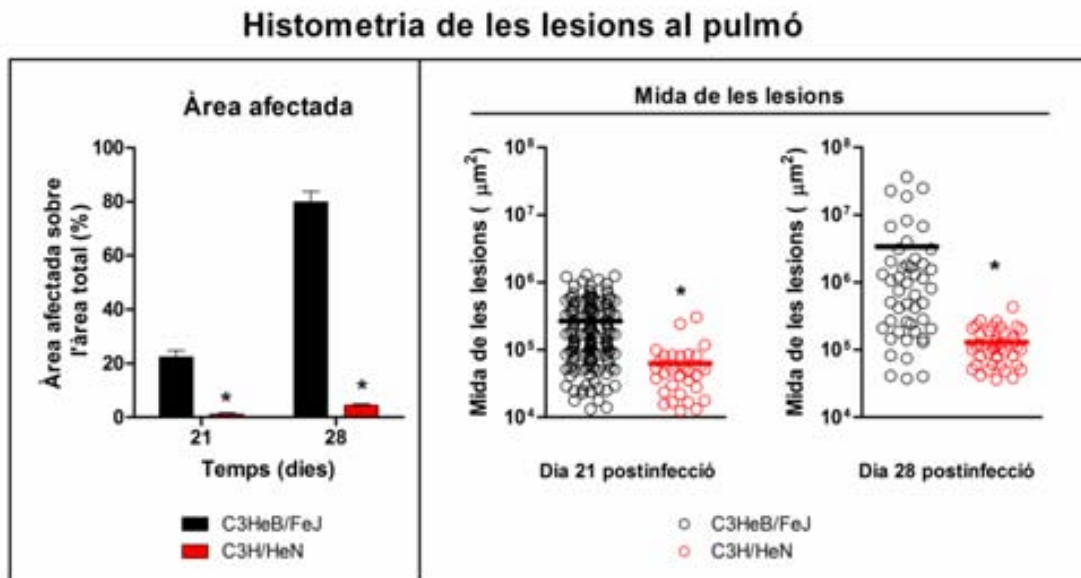 Histometria de les lesions al pulmó
Àrea afectada
Àrea afectada sobre
l'àrea total (%)
100
80
60
40
20
0
*
*
21
28
Temps (dies)
C3HeB/FeJ
C3H/HeN
Mida de les lesions
Mida de les lesions ( μm²)
10⁸
10⁷
10⁶
10⁵
10⁴
*
Dia 21 postinfecció
Mida de les lesions ( μm²)
10⁸
10⁷
10⁶
10⁵
10⁴
*
Dia 28 postinfecció
C3HeB/FeJ
C3H/HeN